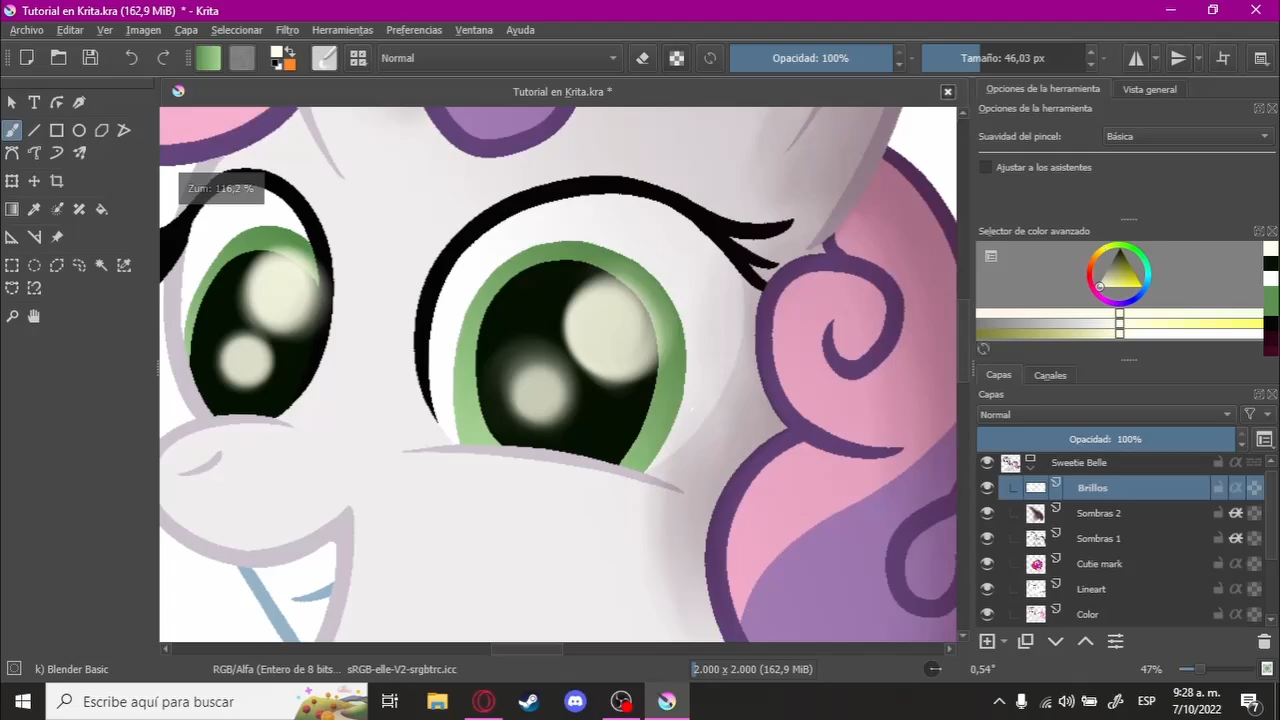 Tutorial en Krita.kra (162,9 MiB) * - Krita
Archivo Editar Ver Imagen Capa Seleccionar Filtro Herramientas Preferencias Ventana Ayuda
Normal Opacidad: 100% Tamaño: 46,03 px
Tutorial en Krita.kra *
Opciones de la herramienta Vista general
Opciones de la herramienta
Suavidad del pincel: Básica
Ajustar a los asistentes
Zum: 116,2 %
Selector de color avanzado
Capas Canales
Capas
Normal
Opacidad: 100%
Sweetie Belle
Brillos
Sombras 2
Sombras 1
Cutie mark
Lineart
Color
k) Blender Basic RGB/Alfa (Entero de 8 bits... sRGB-elle-V2-srgbtrc.icc 2.000 x 2.000 (162,9 MiB) 0,54° 47%
Escribe aquí para buscar
ESP
9:28 a. m.
7/10/2022
7